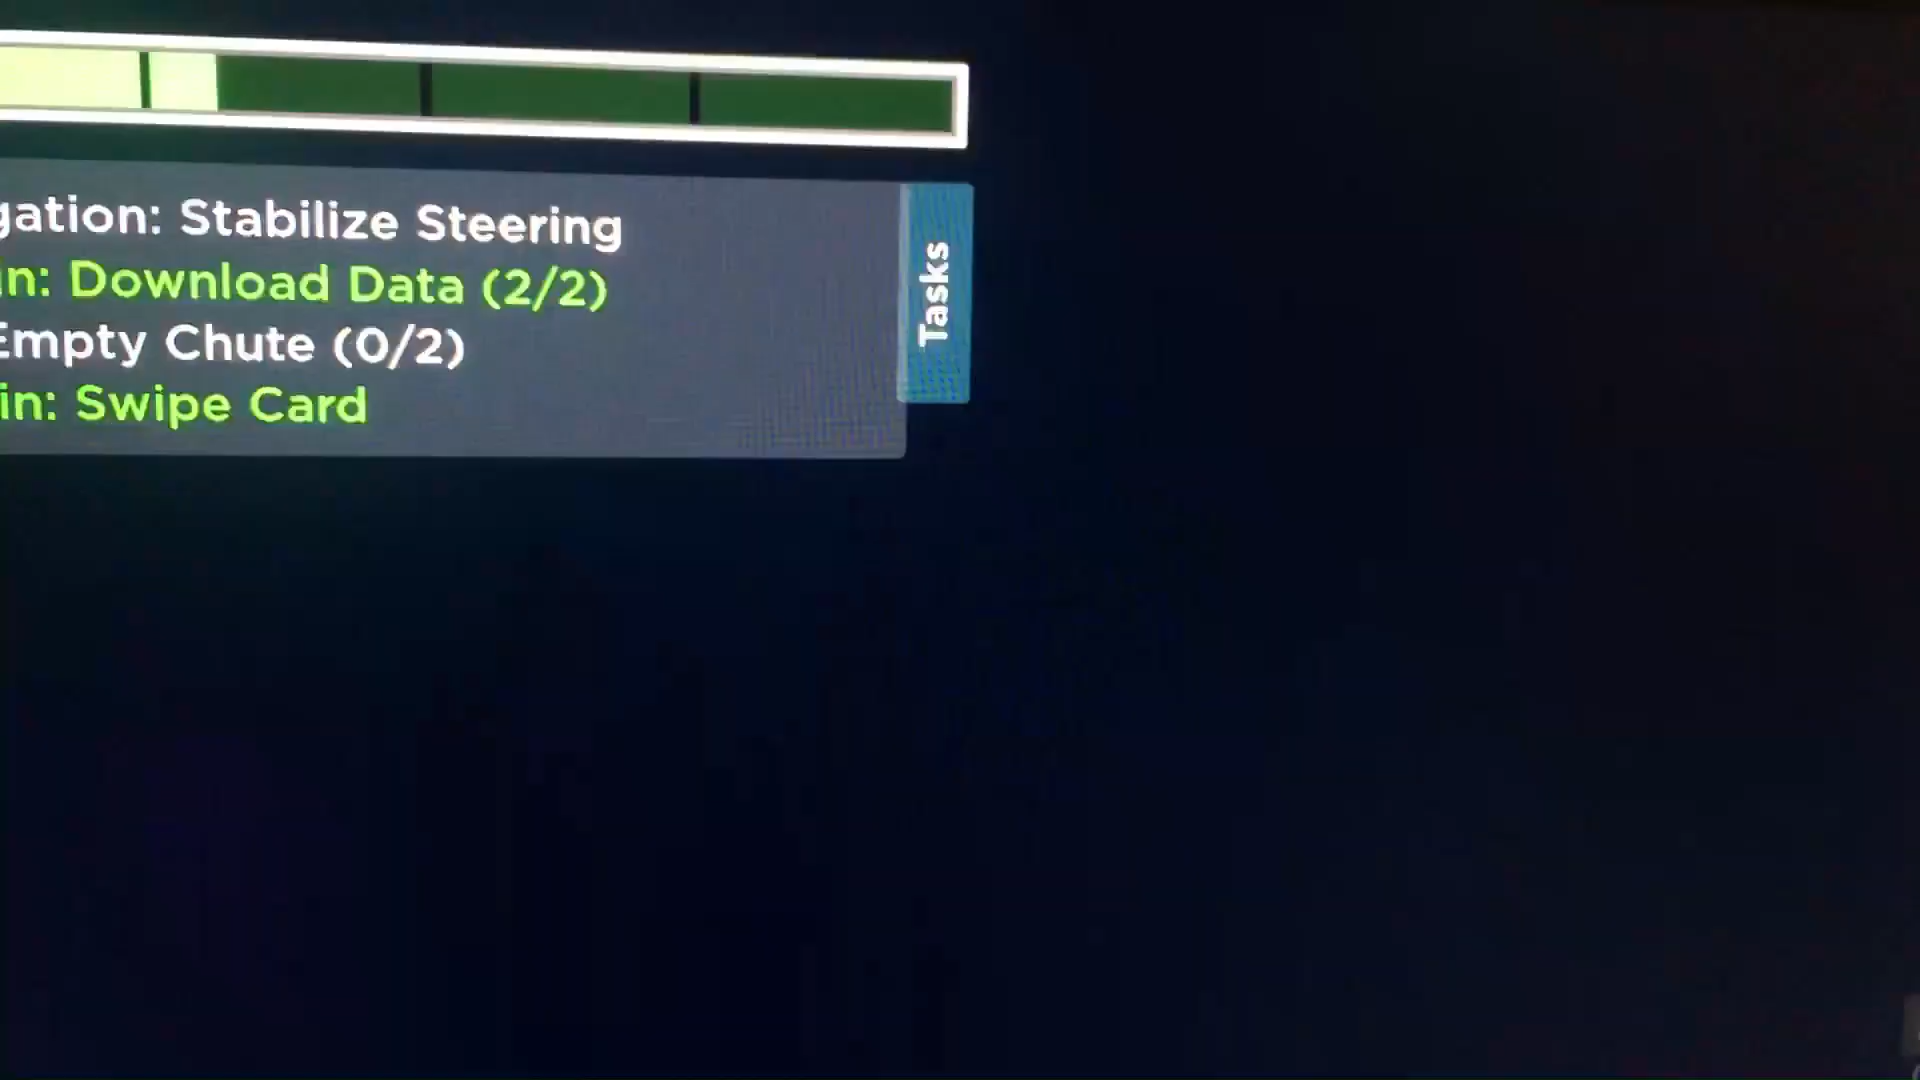 gation: Stabilize Steering
in: Download Data (2/2)
Empty Chute (0/2)
in: Swipe Card
Tasks